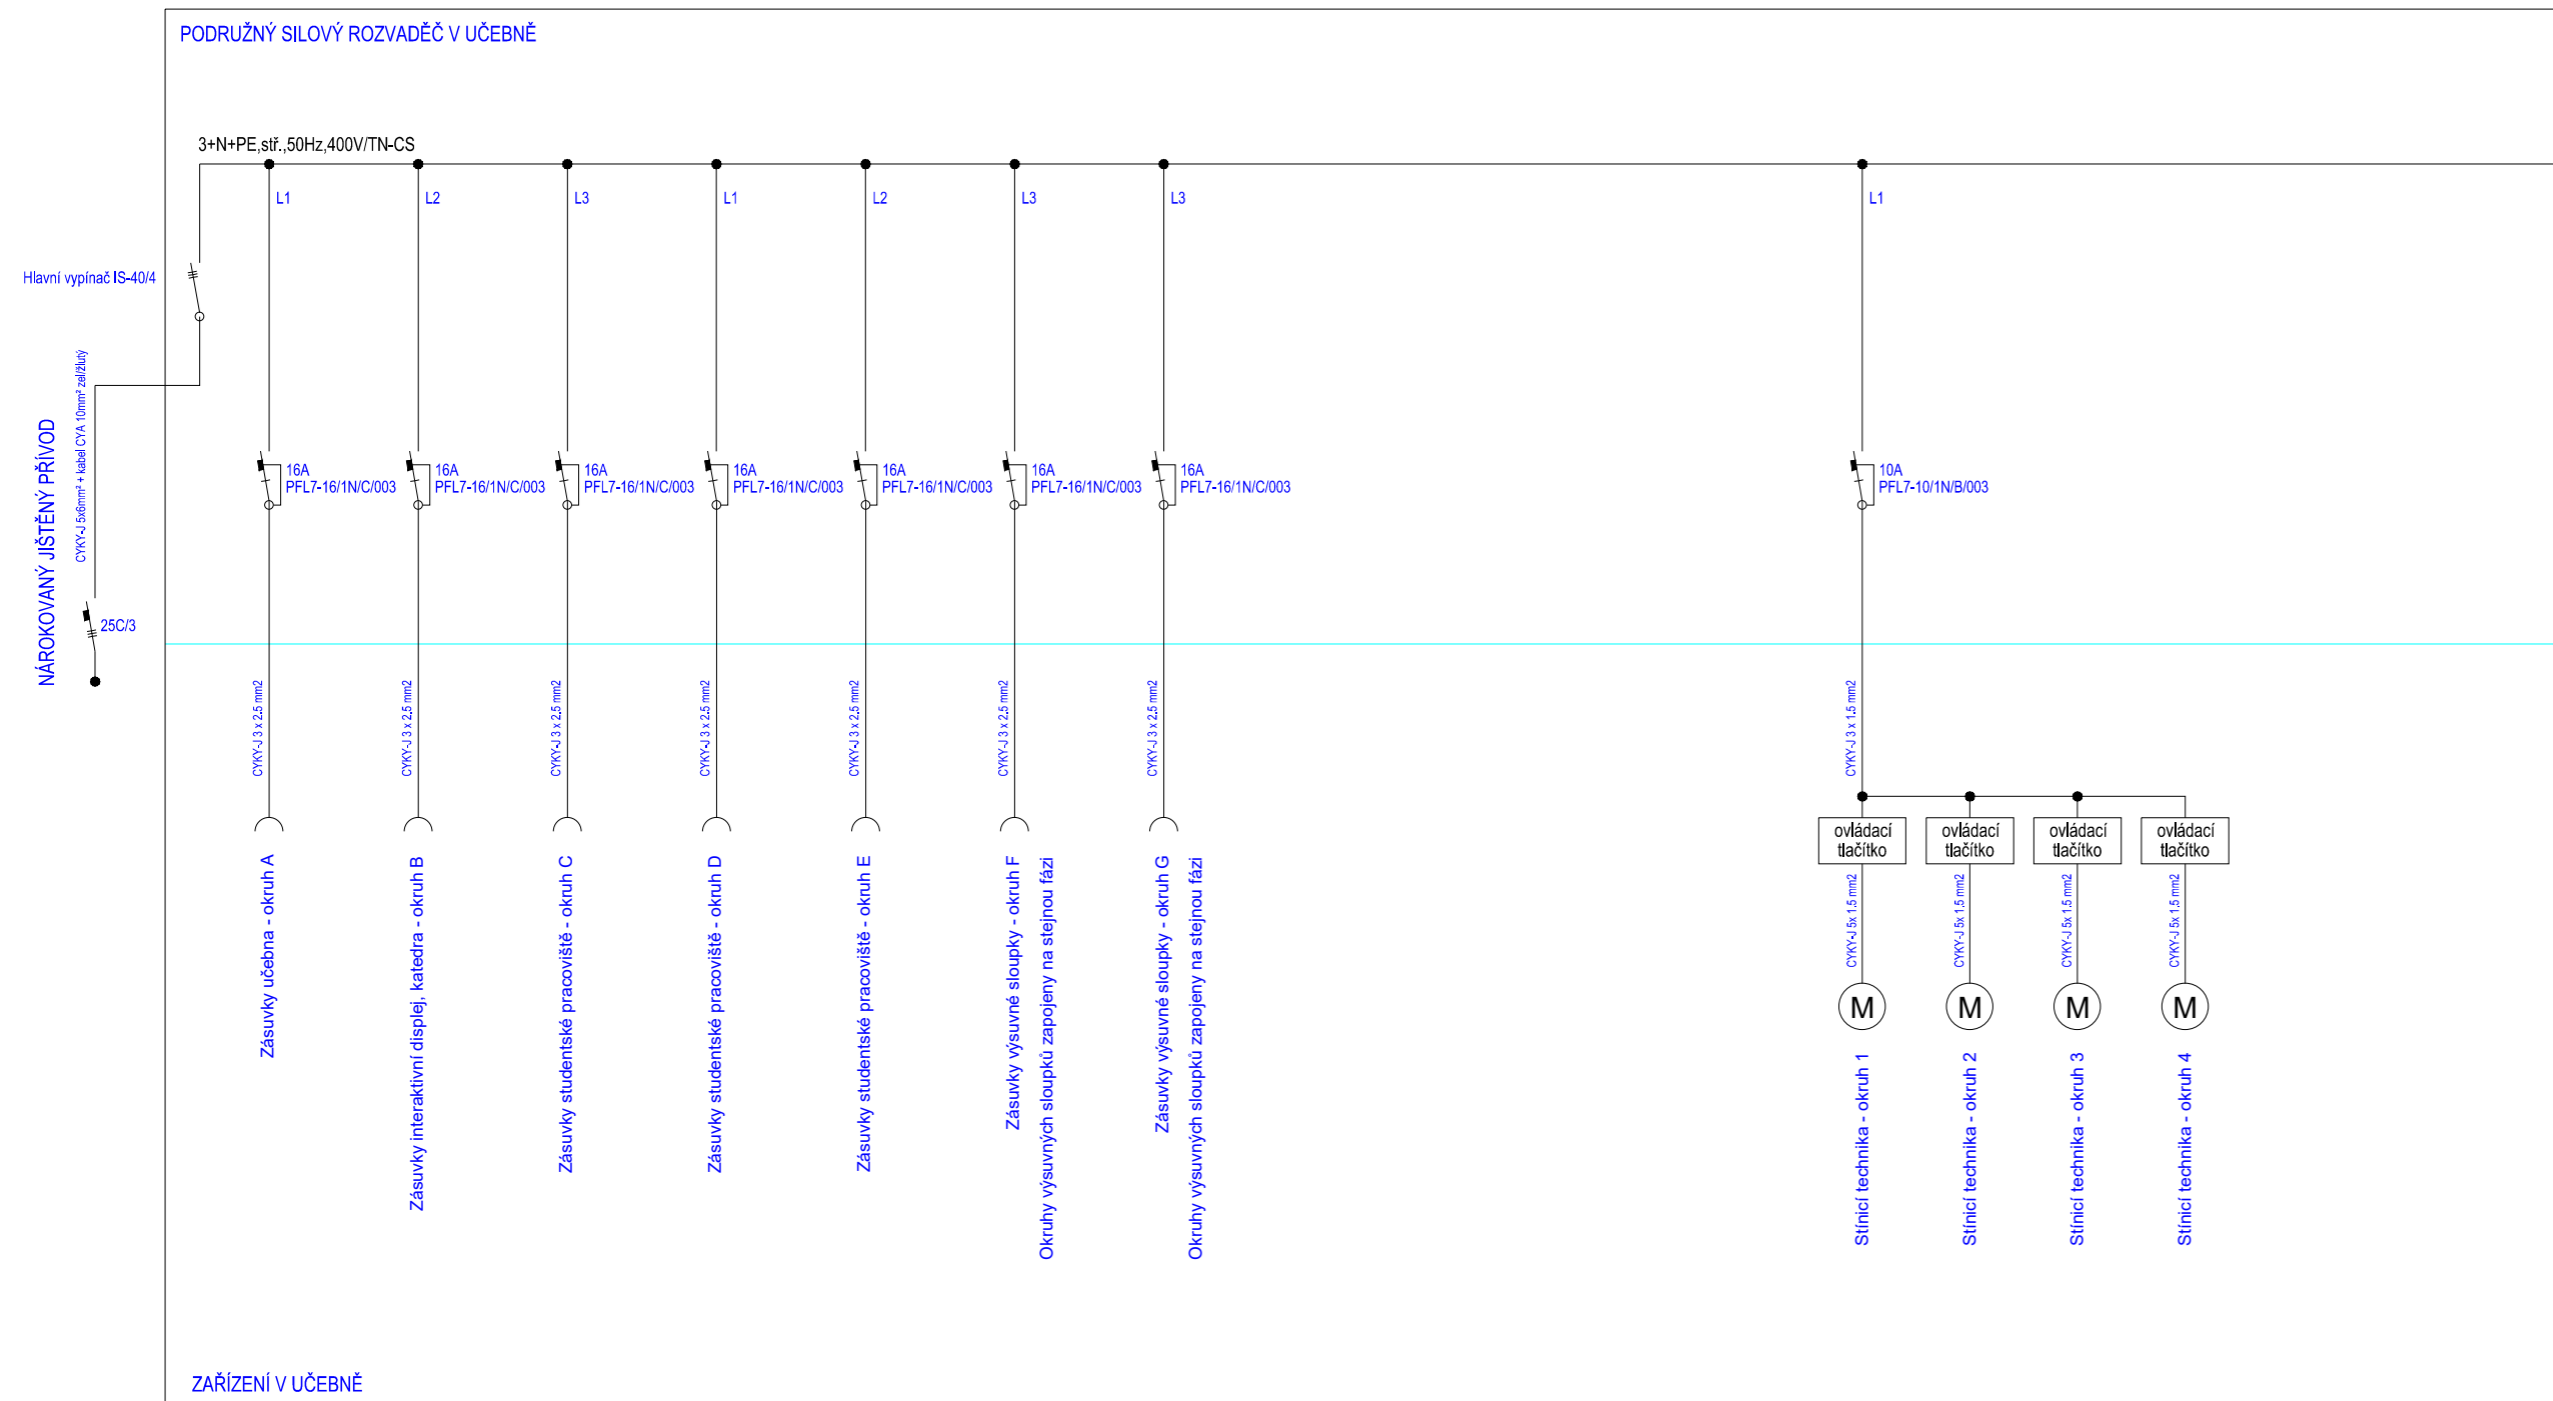 PODRUŽNÝ SILOVÝ ROZVADĚČ V UČEBNĚ
3+N+PE,stř.,50Hz,400V/TN-CS
L1
L2
L3
L1
L2
L3
L3
L1
Hlavní vypínač IS-40/4
NÁROKOVANÝ JIŠTĚNÝ PŘÍVOD
CYKY-J 5x6mm² + kabel CYA 10mm² zel/žlutý
25C/3
16A
PFL7-16/1N/C/003
16A
PFL7-16/1N/C/003
16A
PFL7-16/1N/C/003
16A
PFL7-16/1N/C/003
16A
PFL7-16/1N/C/003
16A
PFL7-16/1N/C/003
16A
PFL7-16/1N/C/003
10A
PFL7-10/1N/B/003
CYKY-J 3 x 2.5 mm2
CYKY-J 3 x 2.5 mm2
CYKY-J 3 x 2.5 mm2
CYKY-J 3 x 2.5 mm2
CYKY-J 3 x 2.5 mm2
CYKY-J 3 x 2.5 mm2
CYKY-J 3 x 2.5 mm2
CYKY-J 3 x 1.5 mm2
ovládací
tlačítko
ovládací
tlačítko
ovládací
tlačítko
ovládací
tlačítko
CYKY-J 5x 1.5 mm2
CYKY-J 5x 1.5 mm2
CYKY-J 5x 1.5 mm2
CYKY-J 5x 1.5 mm2
M
M
M
M
Zásuvky učebna - okruh A
Zásuvky interaktivní displej, katedra - okruh B
Zásuvky studentské pracoviště - okruh C
Zásuvky studentské pracoviště - okruh D
Zásuvky studentské pracoviště - okruh E
Zásuvky výsuvné sloupky - okruh F
Okruhy výsuvných sloupků zapojeny na stejnou fázi
Zásuvky výsuvné sloupky - okruh G
Okruhy výsuvných sloupků zapojeny na stejnou fázi
Stínicí technika - okruh 1
Stínicí technika - okruh 2
Stínicí technika - okruh 3
Stínicí technika - okruh 4
ZAŘÍZENÍ V UČEBNĚ